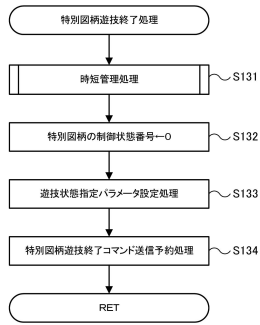 特別図柄遊技終了処理
時短管理処理
S131
特別図柄の制御状態番号←0
S132
遊技状態指定パラメータ設定処理
S133
特別図柄遊技終了コマンド送信予約処理
S134
RET